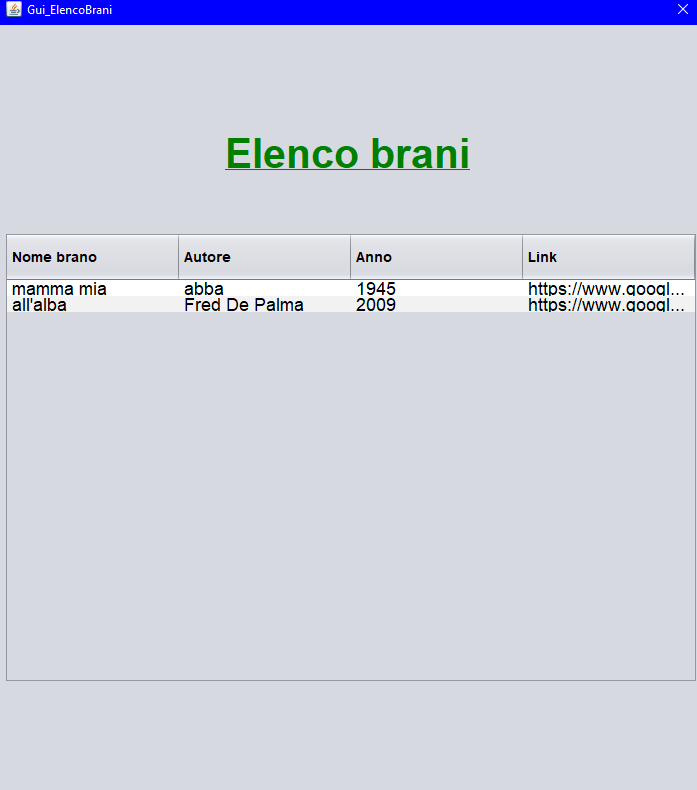 Gui_ElencoBrani
Elenco brani
Nome brano Autore Anno Link
mamma mia abba 1945 https://www.googl...
all'alba Fred De Palma 2009 https://www.googl...